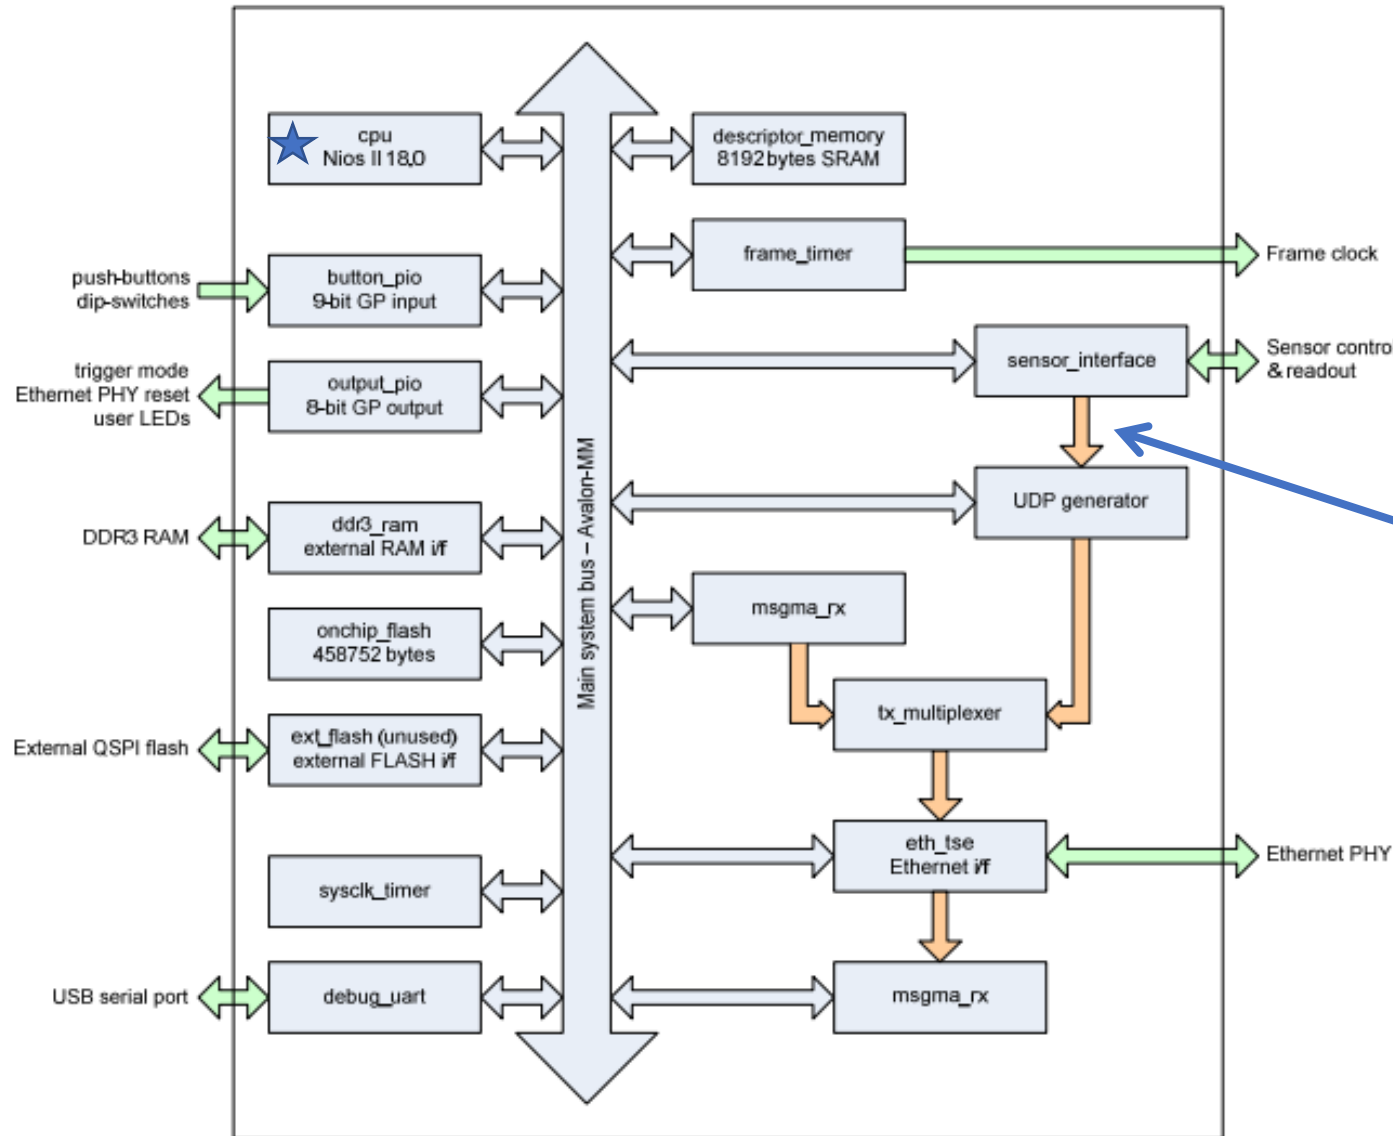 cpu
Nios II 18.0
descriptor_memory
8192 bytes SRAM
frame_timer
Frame clock
push-buttons
dip-switches
button_pio
9-bit GP input
sensor_interface
Sensor control
& readout
trigger mode
Ethernet PHY reset
user LEDs
output_pio
8-bit GP output
Main system bus – Avalon-MM
UDP generator
DDR3 RAM
ddr3_ram
external RAM i/f
msgma_rx
onchip_flash
458752 bytes
tx_multiplexer
External QSPI flash
ext_flash (unused)
external FLASH i/f
eth_tse
Ethernet i/f
Ethernet PHY
sysclk_timer
USB serial port
debug_uart
msgma_rx